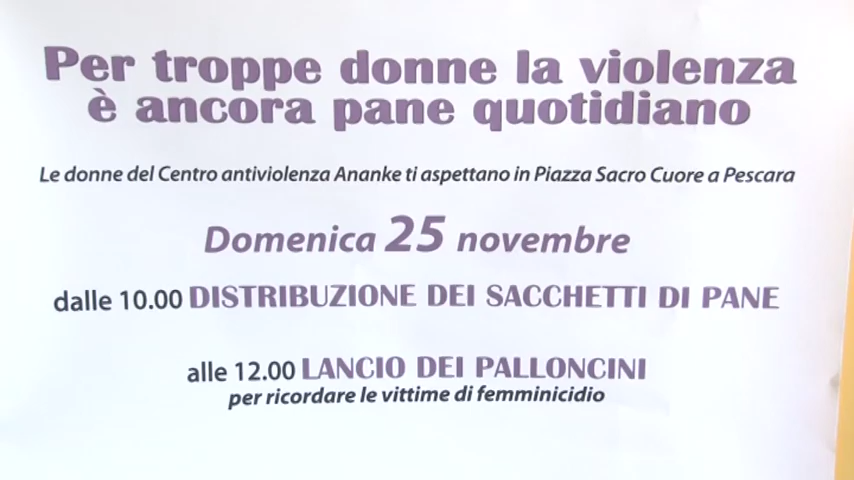 Per troppe donne la violenza
è ancora pane quotidiano
Le donne del Centro antiviolenza Ananke ti aspettano in Piazza Sacro Cuore a Pescara
Domenica 25 novembre
dalle 10.00 DISTRIBUZIONE DEI SACCHETTI DI PANE
alle 12.00 LANCIO DEI PALLONCINI
per ricordare le vittime di femminicidio